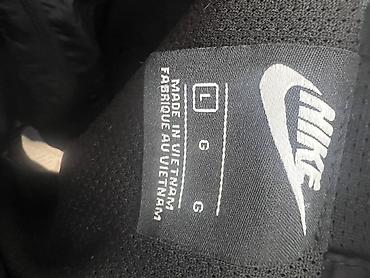 NIKE
L G G
MADE IN VIETNAM
FABRIQUÉ AU VIETNAM